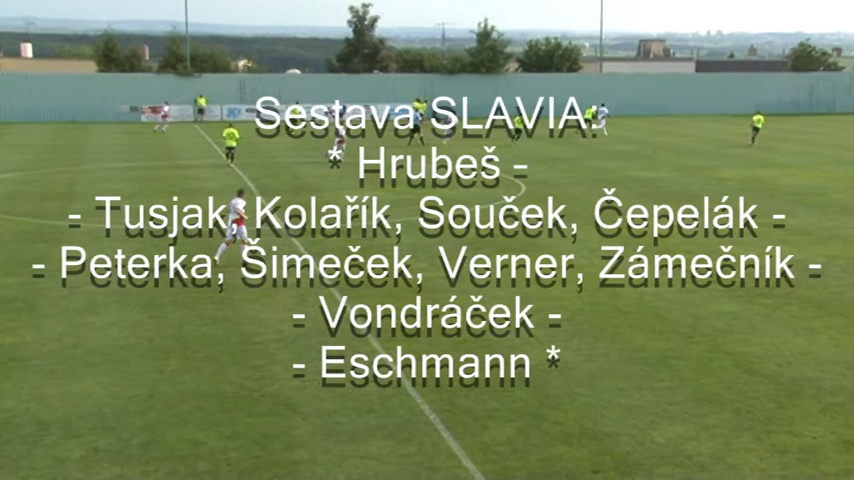 Sestava SLAVIA:
* Hrubeš -
- Tusjak, Kolařík, Souček, Čepelák -
- Peterka, Šimeček, Verner, Zámečník -
- Vondráček -
- Eschmann *